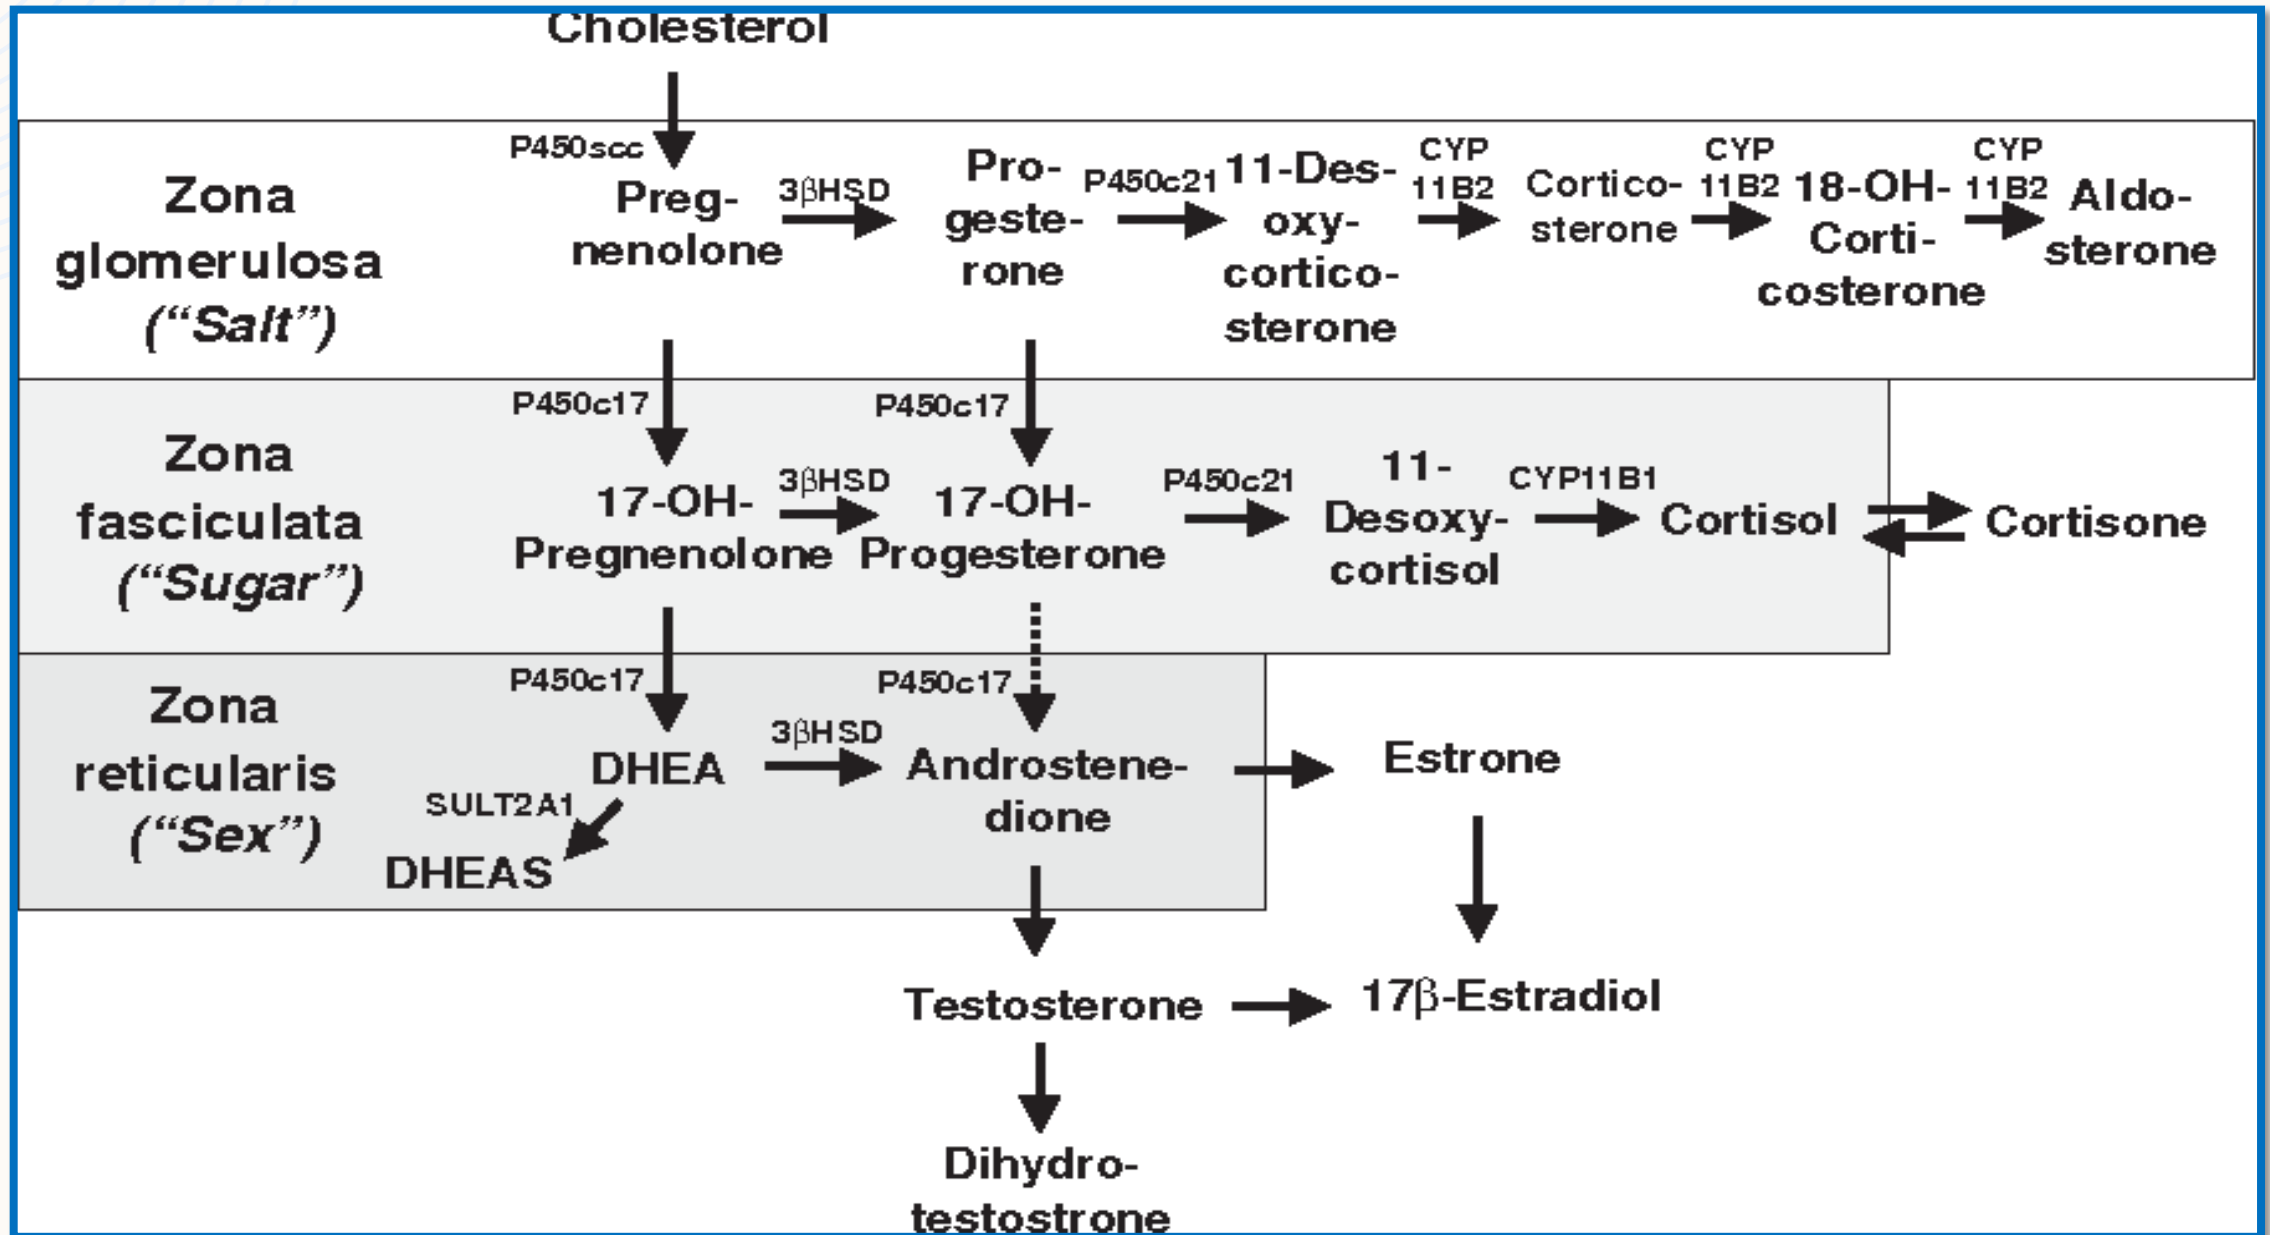 Cholesterol
P450scc
Zona
glomerulosa
(“Salt”)
Preg-
nenolone
3βHSD
Pro-
geste-
rone
P450c21
11-Des-
oxy-
cortico-
sterone
CYP
11B2
Cortico-
sterone
CYP
11B2
18-OH-
Corti-
costerone
CYP
11B2
Aldo-
sterone
P450c17
P450c17
Zona
fasciculata
(“Sugar”)
17-OH-
Pregnenolone
3βHSD
17-OH-
Progesterone
P450c21
11-
Desoxy-
cortisol
CYP11B1
Cortisol
Cortisone
P450c17
P450c17
Zona
reticularis
(“Sex”)
DHEA
3βHSD
Androstene-
dione
Estrone
SULT2A1
DHEAS
Testosterone
17β-Estradiol
Dihydro-
testostrone